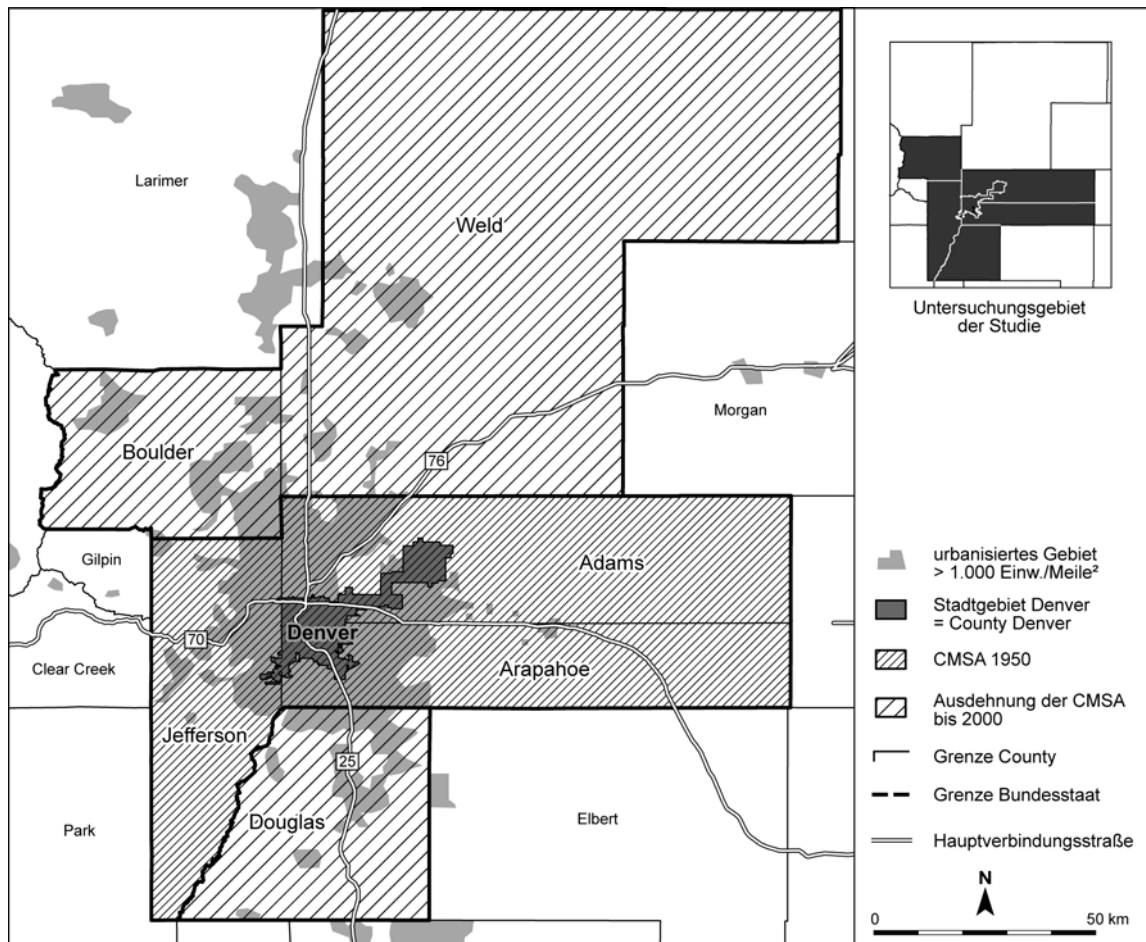 Larimer
Weld
Boulder
Morgan
76
Gilpin
Adams
70
Denver
Clear Creek
Arapahoe
Jefferson
25
Park
Douglas
Elbert
Untersuchungsgebiet
der Studie
urbanisiertes Gebiet
> 1.000 Einw./Meile²
Stadtgebiet Denver
= County Denver
CMSA 1950
Ausdehnung der CMSA
bis 2000
Grenze County
Grenze Bundesstaat
Hauptverbindungsstraße
N
0 50 km